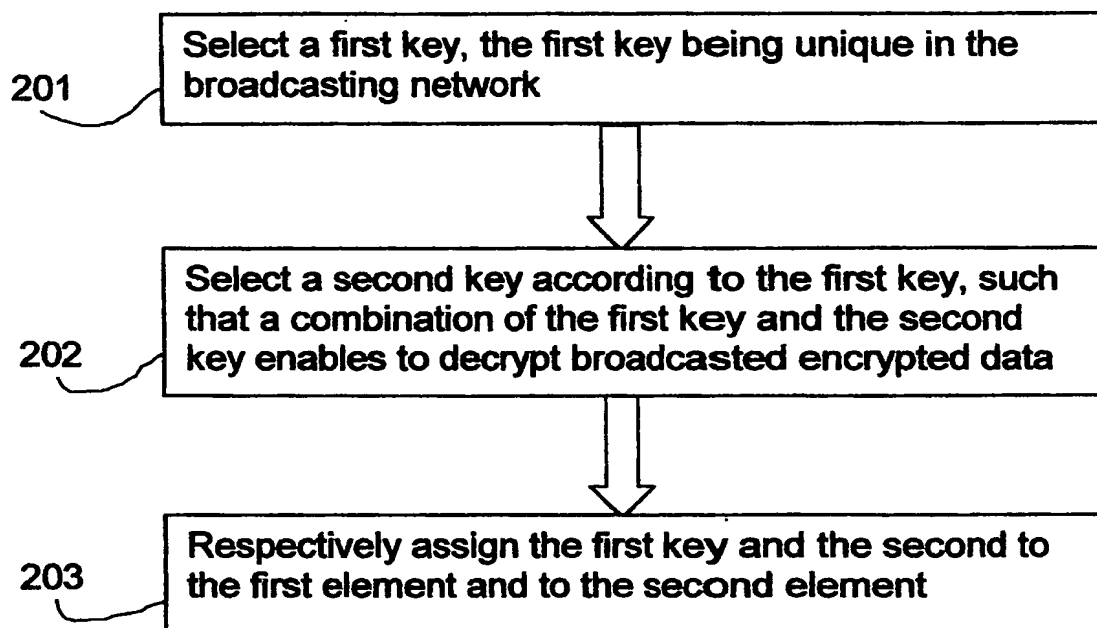 Select a first key, the first key being unique in the
broadcasting network
201
Select a second key according to the first key, such
that a combination of the first key and the second
key enables to decrypt broadcasted encrypted data
202
Respectively assign the first key and the second to
the first element and to the second element
203